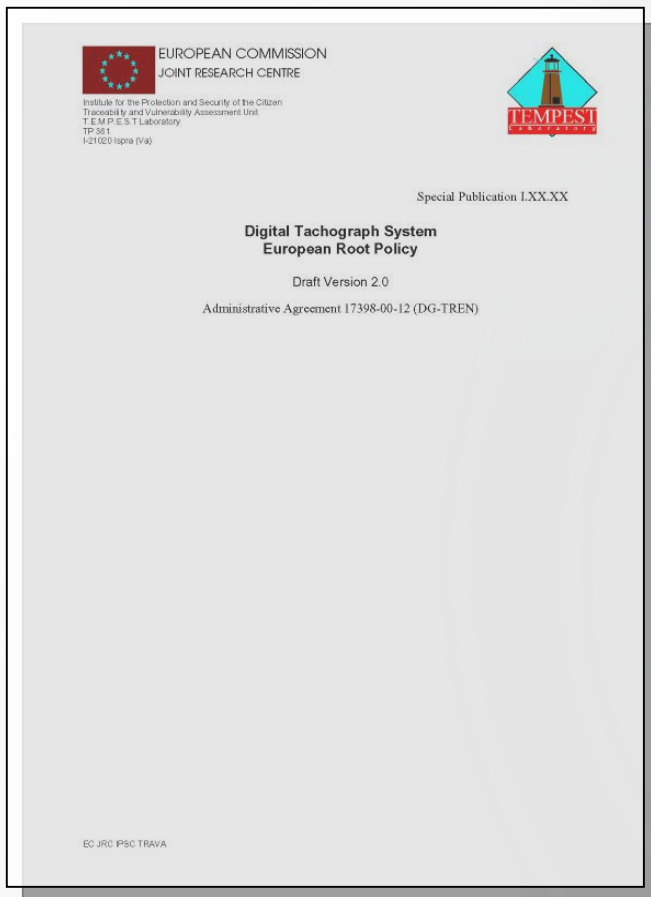 EUROPEAN COMMISSION
JOINT RESEARCH CENTRE
Institute for the Protection and Security of the Citizen
Traceability and Vulnerability Assessment Unit
T.E.M.P.E.S.T Laboratory
TP 361
I-21020 Ispra (Va)
TEMPEST
Laboratory
Special Publication I.XX.XX
Digital Tachograph System
European Root Policy
Draft Version 2.0
Administrative Agreement 17398-00-12 (DG-TREN)
EC JRC IPSC TRAVA